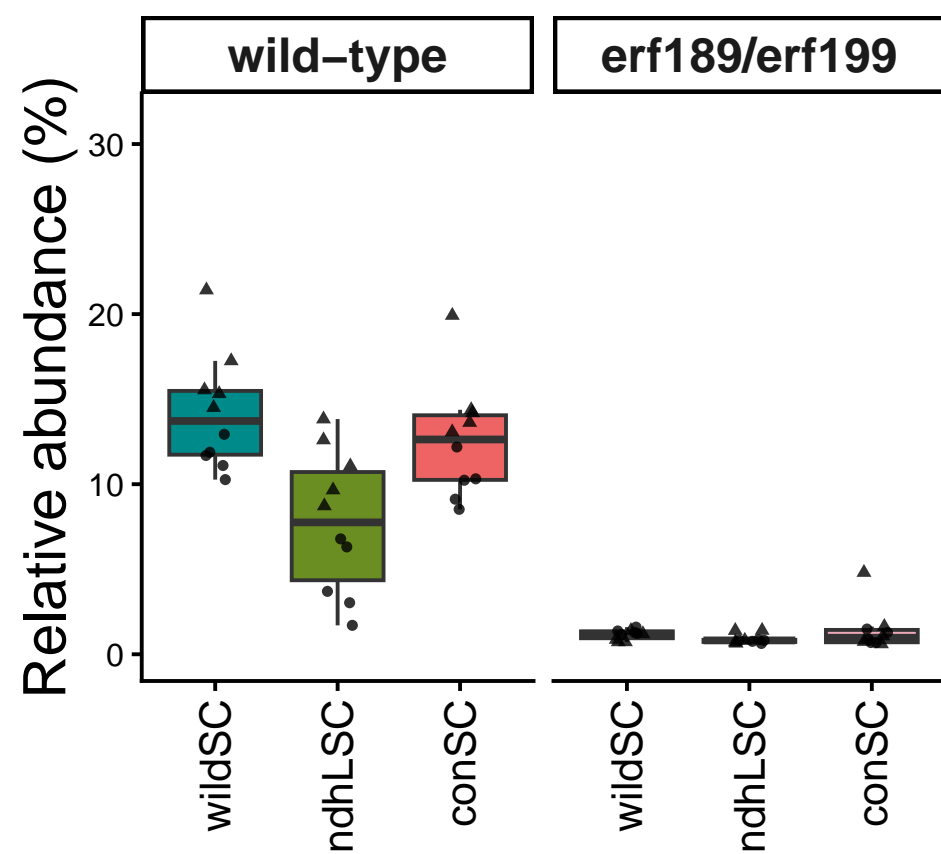 wild−type
erf189/erf199
Relative abundance (%)
30
20
10
0
wildSC
ndhLSC
conSC
wildSC
ndhLSC
conSC